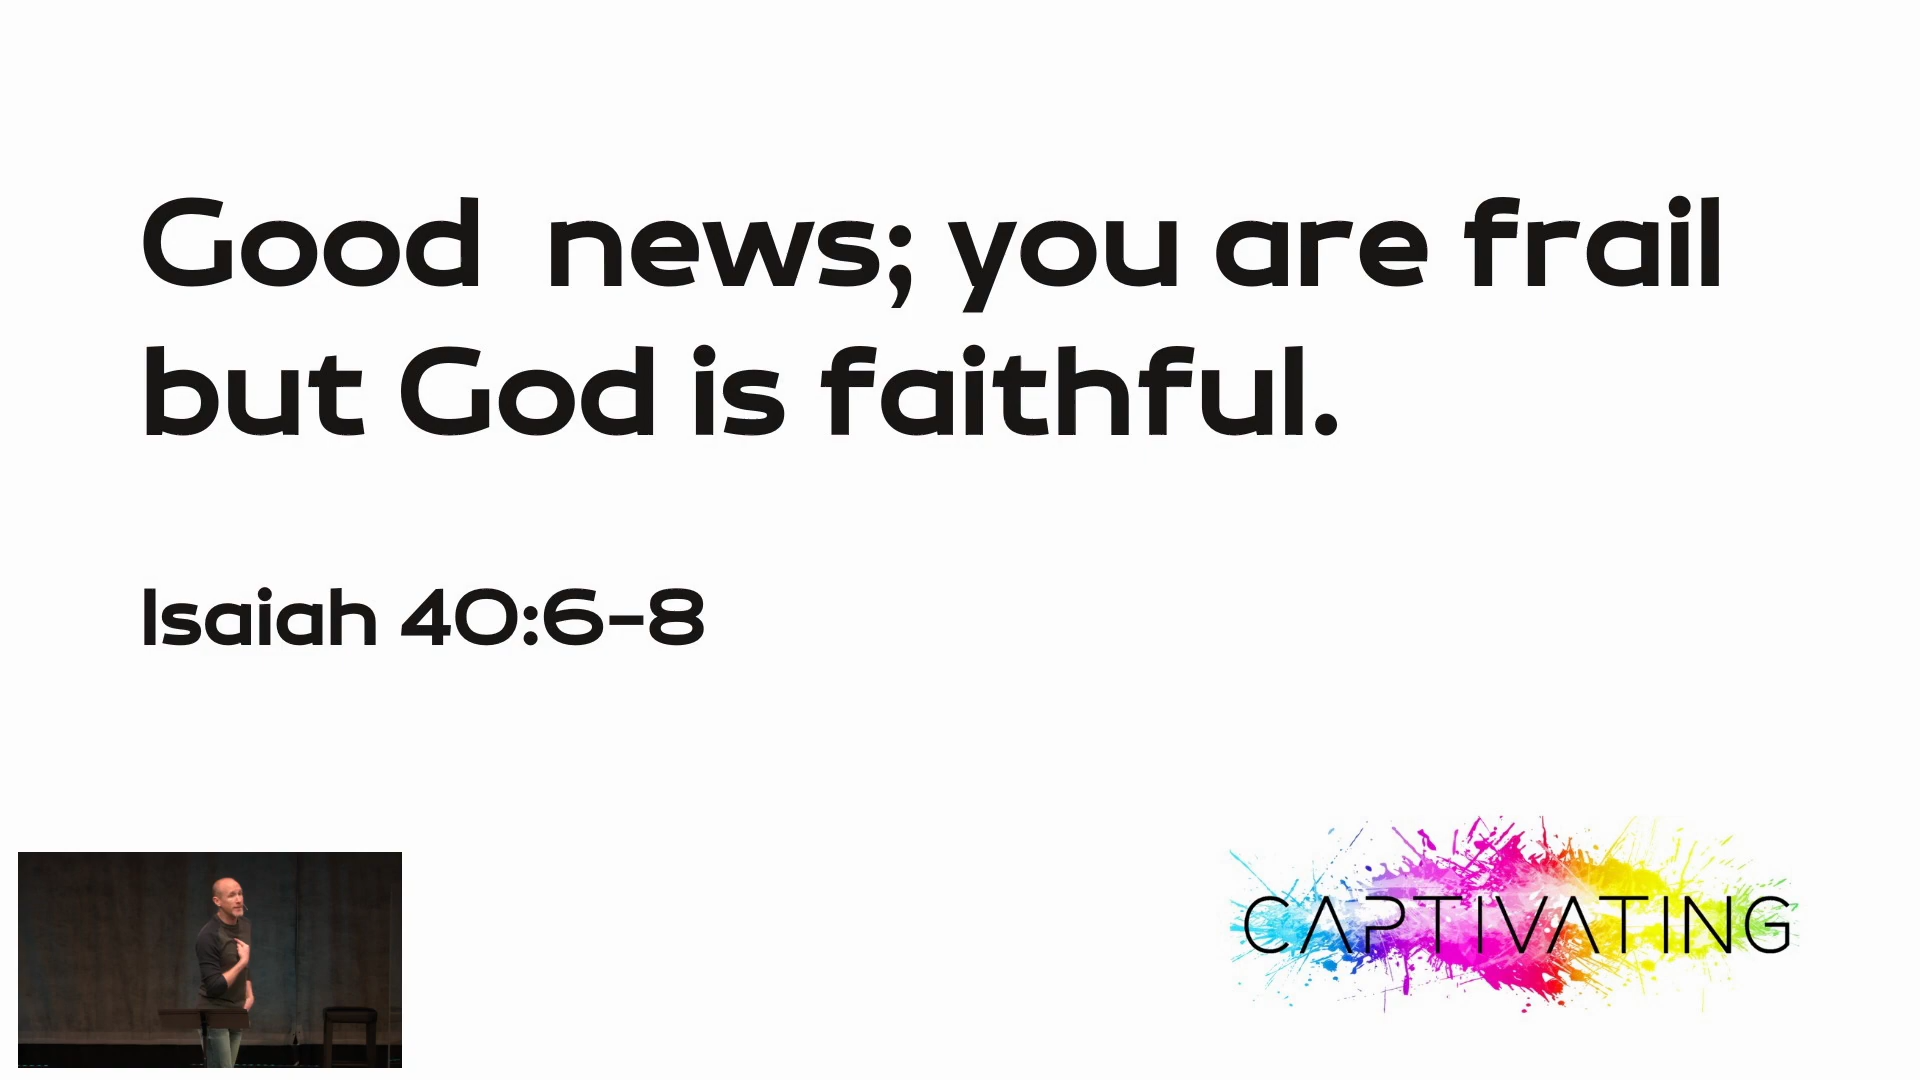 Good  news; you are frail
but God is faithful.
Isaiah 40:6-8
CAPTIVATING